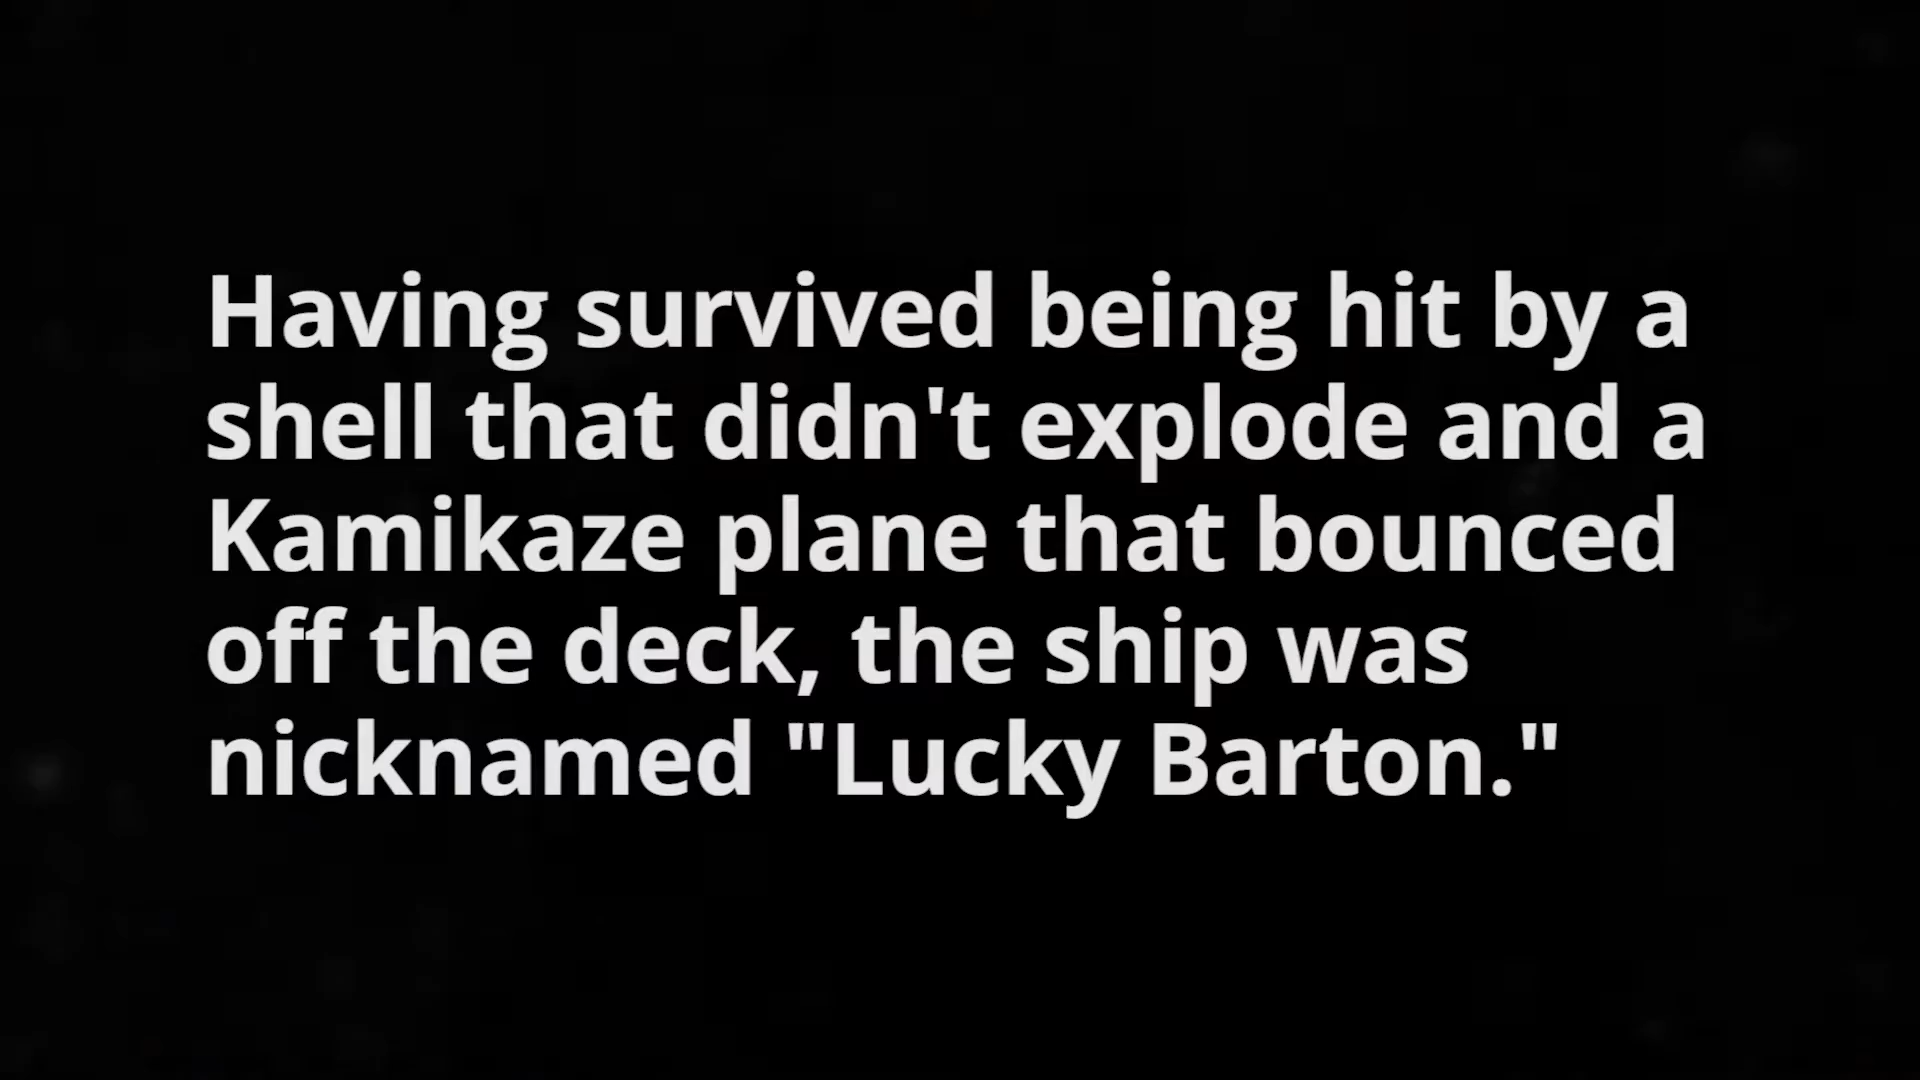 Having survived being hit by a
shell that didn't explode and a
Kamikaze plane that bounced
off the deck, the ship was
nicknamed "Lucky Barton."